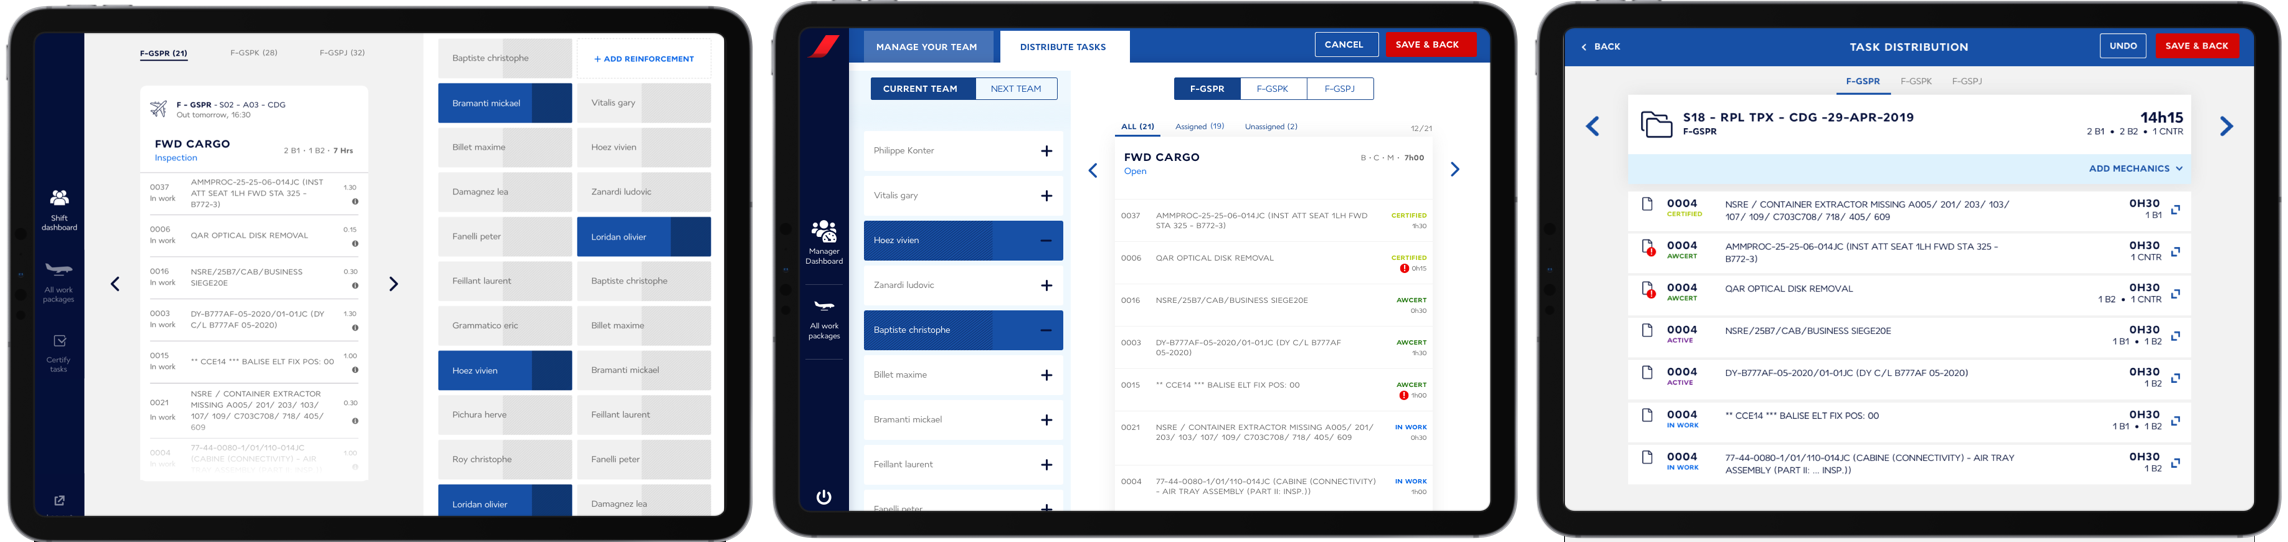 F-GSPR (21)
F-GSPK (28)
F-GSPJ (32)
F - GSPR - S02 - A03 - CDG
Out tomorrow, 16:30
FWD CARGO
2 B1 · 1 B2 · 7 Hrs
Inspection
0037
In work
AMMPROC-25-25-06-014JC (INST
ATT SEAT 1LH FWD STA 325 -
B772-3)
1.30
0006
In work
QAR OPTICAL DISK REMOVAL
0.15
0016
In work
NSRE/25B7/CAB/BUSINESS
SIEGE20E
0.30
0003
In work
DY-B777AF-05-2020/01-01JC (DY
C/L B777AF 05-2020)
1.30
0015
In work
** CCE14 *** BALISE ELT FIX POS: 00
1.00
0021
In work
NSRE / CONTAINER EXTRACTOR
MISSING A005/ 201/ 203/ 103/
107/ 109/ C703C708/ 718/ 405/
609
0.30
0004
In work
77-44-0080-1/01/110-014JC
(CABINE (CONNECTIVITY) - AIR
TRAY ASSEMBLY (PART II: INSP.))
1.00
Shift
dashboard
All work
packages
Certify
tasks
Baptiste christophe
+ ADD REINFORCEMENT
Bramanti mickael
Vitalis gary
Billet maxime
Hoez vivien
Damagnez lea
Zanardi ludovic
Fanelli peter
Loridan olivier
Feillant laurent
Baptiste christophe
Grammatico eric
Billet maxime
Hoez vivien
Bramanti mickael
Pichura herve
Feillant laurent
Roy christophe
Fanelli peter
Loridan olivier
Damagnez lea
MANAGE YOUR TEAM
DISTRIBUTE TASKS
CANCEL
SAVE & BACK
CURRENT TEAM
NEXT TEAM
F-GSPR
F-GSPK
F-GSPJ
Manager
Dashboard
All work
packages
Philippe Konter
Vitalis gary
Hoez vivien
Zanardi ludovic
Baptiste christophe
Billet maxime
Bramanti mickael
Feillant laurent
Fanelli peter
ALL (21)
Assigned (19)
Unassigned (2)
12/21
FWD CARGO
B · C · M · 7h00
Open
0037
AMMPROC-25-25-06-014JC (INST ATT SEAT 1LH FWD
STA 325 - B772-3)
CERTIFIED
1h30
0006
QAR OPTICAL DISK REMOVAL
CERTIFIED
0h15
0016
NSRE/25B7/CAB/BUSINESS SIEGE20E
AWCERT
0h30
0003
DY-B777AF-05-2020/01-01JC (DY C/L B777AF
05-2020)
AWCERT
1h30
0015
** CCE14 *** BALISE ELT FIX POS: 00
AWCERT
1h00
0021
NSRE / CONTAINER EXTRACTOR MISSING A005/ 201/
203/ 103/ 107/ 109/ C703C708/ 718/ 405/ 609
IN WORK
0h30
0004
77-44-0080-1/01/110-014JC (CABINE (CONNECTIVITY)
- AIR TRAY ASSEMBLY (PART II: INSP.))
IN WORK
1h00
BACK
TASK DISTRIBUTION
UNDO
SAVE & BACK
F-GSPR
F-GSPK
F-GSPJ
S18 - RPL TPX - CDG -29-APR-2019
F-GSPR
14h15
2 B1 • 2 B2 • 1 CNTR
ADD MECHANICS
0004
CERTIFIED
NSRE / CONTAINER EXTRACTOR MISSING A005/ 201/ 203/ 103/
107/ 109/ C703C708/ 718/ 405/ 609
0H30
1 B1
0004
AWCERT
AMMPROC-25-25-06-014JC (INST ATT SEAT 1LH FWD STA 325 -
B772-3)
0H30
1 CNTR
0004
AWCERT
QAR OPTICAL DISK REMOVAL
0H30
1 B2 • 1 CNTR
0004
ACTIVE
NSRE/25B7/CAB/BUSINESS SIEGE20E
0H30
1 B1 • 1 B2
0004
ACTIVE
DY-B777AF-05-2020/01-01JC (DY C/L B777AF 05-2020)
0H30
1 B2
0004
IN WORK
** CCE14 *** BALISE ELT FIX POS: 00
0H30
1 B1 • 1 B2
0004
IN WORK
77-44-0080-1/01/110-014JC (CABINE (CONNECTIVITY) - AIR TRAY
ASSEMBLY (PART II: ... INSP.))
0H30
1 B2